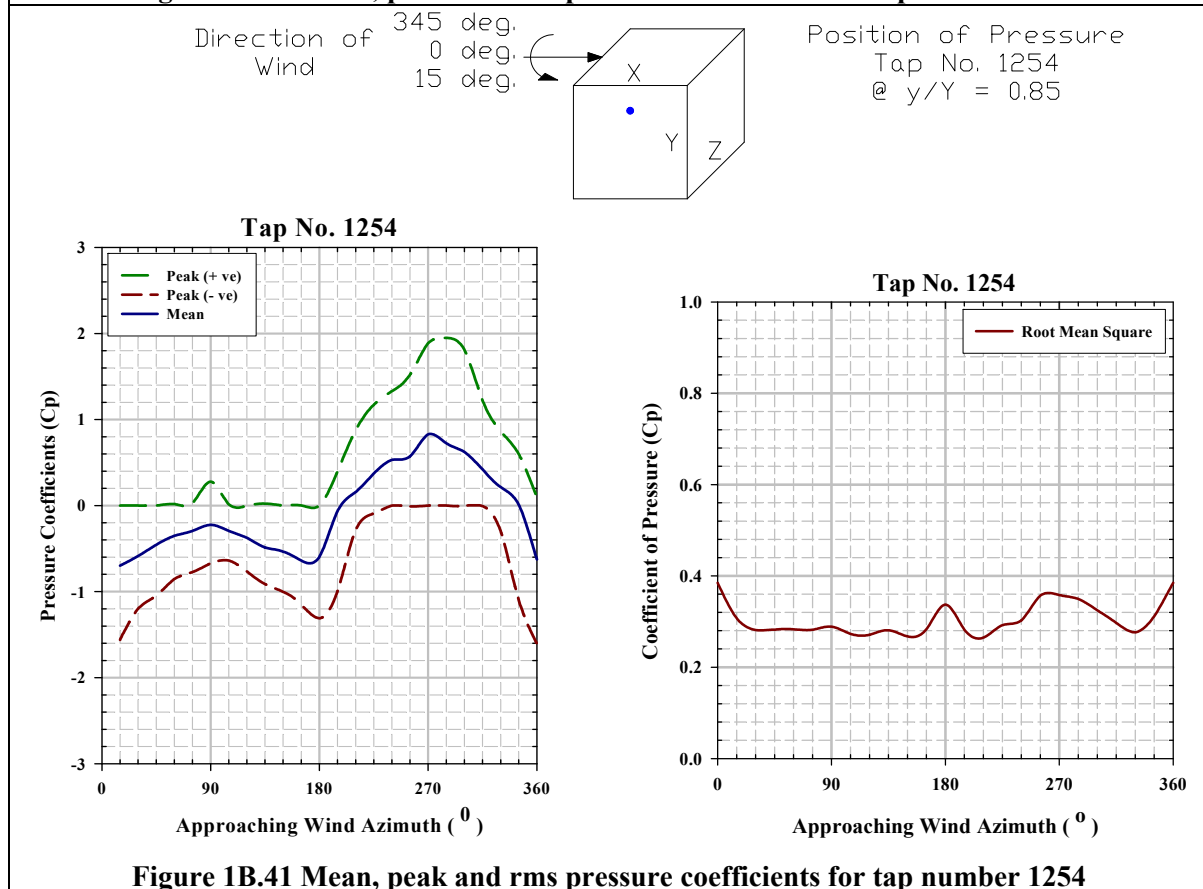 345 deg.
Direction of 0 deg.
Wind 15 deg.
Position of Pressure
Tap No. 1254
@ y/Y = 0.85
X
Y
Z
Tap No. 1254
Peak (+ ve)
Peak (- ve)
Mean
3
2
1
0
-1
-2
-3
Pressure Coefficients (Cp)
0 90 180 270 360
Approaching Wind Azimuth ( 0 )
Tap No. 1254
Root Mean Square
1.0
0.8
0.6
0.4
0.2
0.0
Coefficient of Pressure (Cp)
0 90 180 270 360
Approaching Wind Azimuth ( o )
Figure 1B.41 Mean, peak and rms pressure coefficients for tap number 1254